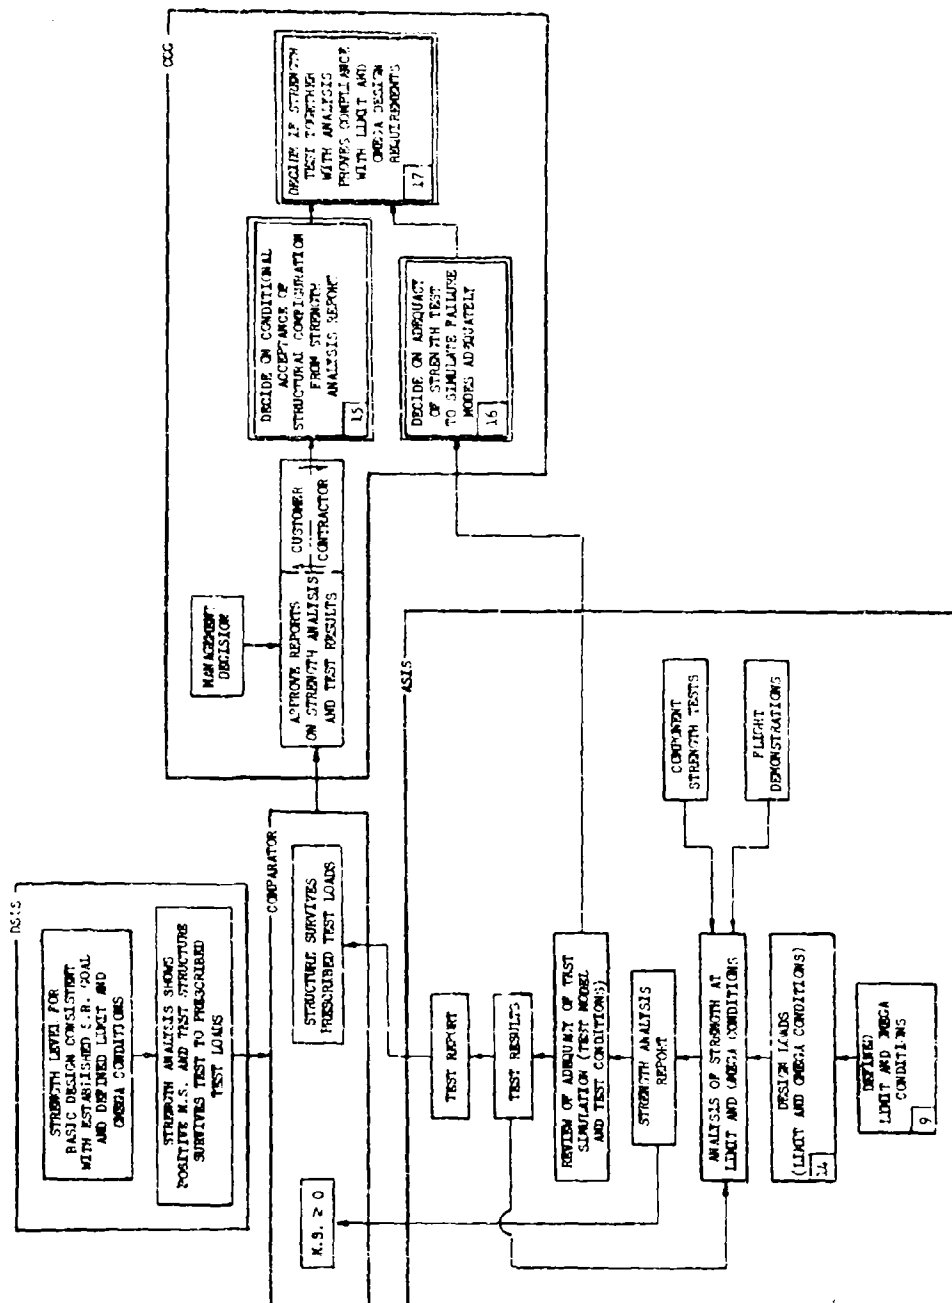 DSIS
STRENGTH LEVEL FOR
BASIC DESIGN CONSISTENT
WITH ESTABLISHED S.R. GOAL
AND DEFINED LIMIT AND
OMEGA CONDITIONS
STRENGTH ANALYSIS SHOWS
POSITIVE M.S. AND TEST STRUCTURE
SURVIVES TEST TO PRESCRIBED
TEST LOADS
COMPARATOR
M.S. ≥ 0
STRUCTURE SURVIVES
PRESCRIBED TEST LOADS
MANAGEMENT
DECISION
APPROVE REPORTS
ON STRENGTH ANALYSIS
AND TEST RESULTS
CUSTOMER
CONTRACTOR
DECIDE ON CONDITIONAL
ACCEPTANCE OF
STRUCTURAL CONFIGURATION
FROM STRENGTH
ANALYSIS REPORT
15
DECIDE ON ADEQUACY
OF STRENGTH TEST
TO SIMULATE FAILURE
MODES ADEQUATELY
16
DECIDE IF STRENGTH
TEST TOGETHER
WITH ANALYSIS
PROVES COMPLIANCE
WITH LIMIT AND
OMEGA DESIGN
REQUIREMENTS
17
ASIS
TEST REPORT
TEST RESULTS
REVIEW OF ADEQUACY OF TEST
SIMULATION (TEST MODEL
AND TEST CONDITIONS)
STRENGTH ANALYSIS
REPORT
ANALYSIS OF STRENGTH AT
LIMIT AND OMEGA CONDITIONS
COMPONENT
STRENGTH TESTS
FLIGHT
DEMONSTRATIONS
DESIGN LOADS
(LIMIT AND OMEGA CONDITIONS)
14
DEFINED
LIMIT AND OMEGA
CONDITIONS
9